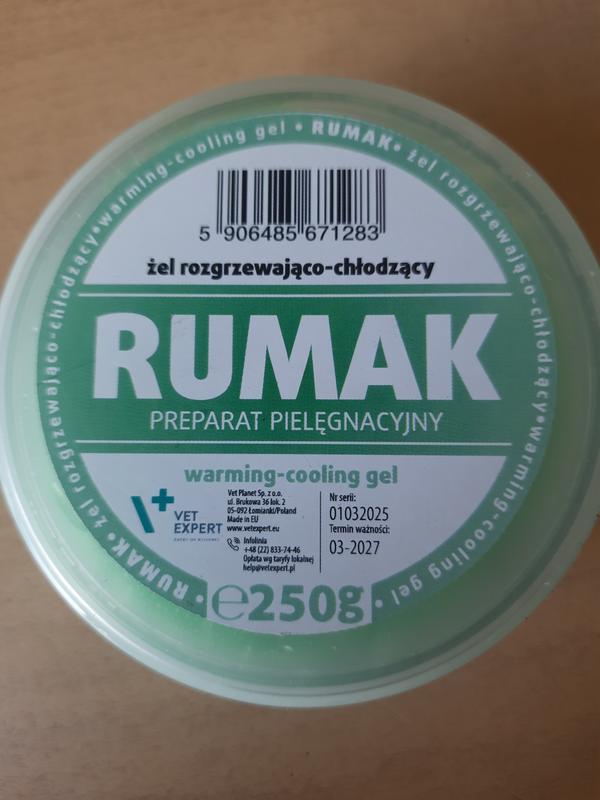 warming-cooling gel • RUMAK • żel rozgrzewająco-chłodzący • warming-cooling gel •
RUMAK • żel rozgrzewająco-chłodzący •
5 906485 671283
żel rozgrzewająco-chłodzący
RUMAK
PREPARAT PIELĘGNACYJNY
warming-cooling gel
VET
EXPERT
Vet Planet Sp. z o.o.
ul. Brukowa 36 lok. 2
05-092 Łomianki/Poland
Made in EU
www.vetexpert.eu
Infolinia
+48 (22) 833-74-46
Opłata wg taryfy lokalnej
help@vetexpert.pl
Nr serii:
01032025
Termin ważności:
03-2027
℮250g